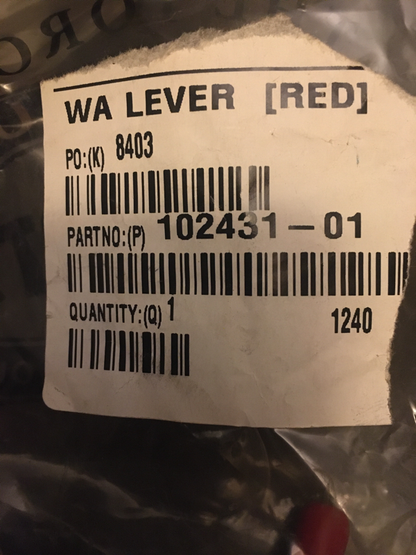 WA LEVER [RED]
PO:(K) 8403
PARTNO:(P) 102431-01
QUANTITY:(Q) 1
1240